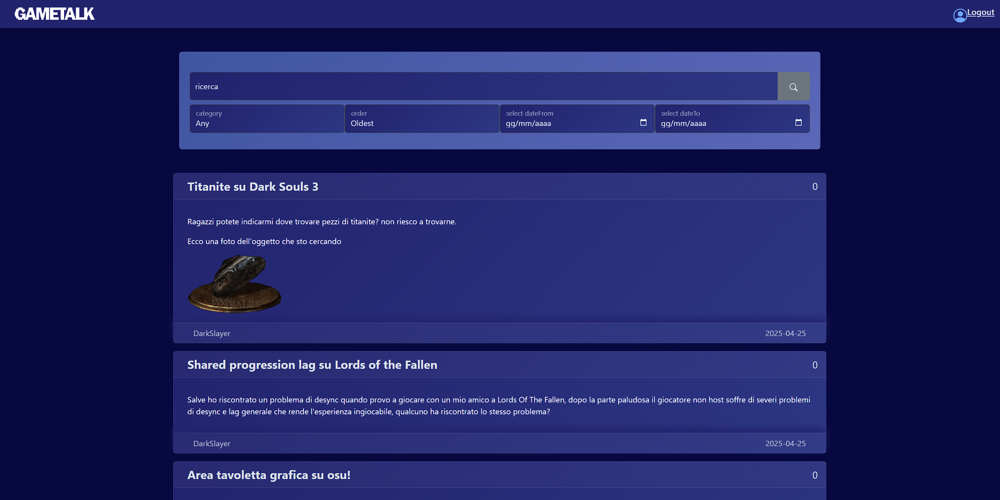 GAMETALK
Logout
ricerca
category
Any
order
Oldest
select dateFrom
gg/mm/aaaa
select dateTo
gg/mm/aaaa
Titanite su Dark Souls 3
0
Ragazzi potete indicarmi dove trovare pezzi di titanite? non riesco a trovarne.
Ecco una foto dell'oggetto che sto cercando
FEXTRALIFE
DarkSlayer
2025-04-25
Shared progression lag su Lords of the Fallen
0
Salve ho riscontrato un problema di desync quando provo a giocare con un mio amico a Lords Of The Fallen, dopo la parte paludosa il giocatore non host soffre di severi problemi
di desync e lag generale che rende l'esperienza ingiocabile, qualcuno ha riscontrato lo stesso problema?
DarkSlayer
2025-04-25
Area tavoletta grafica su osu!
0